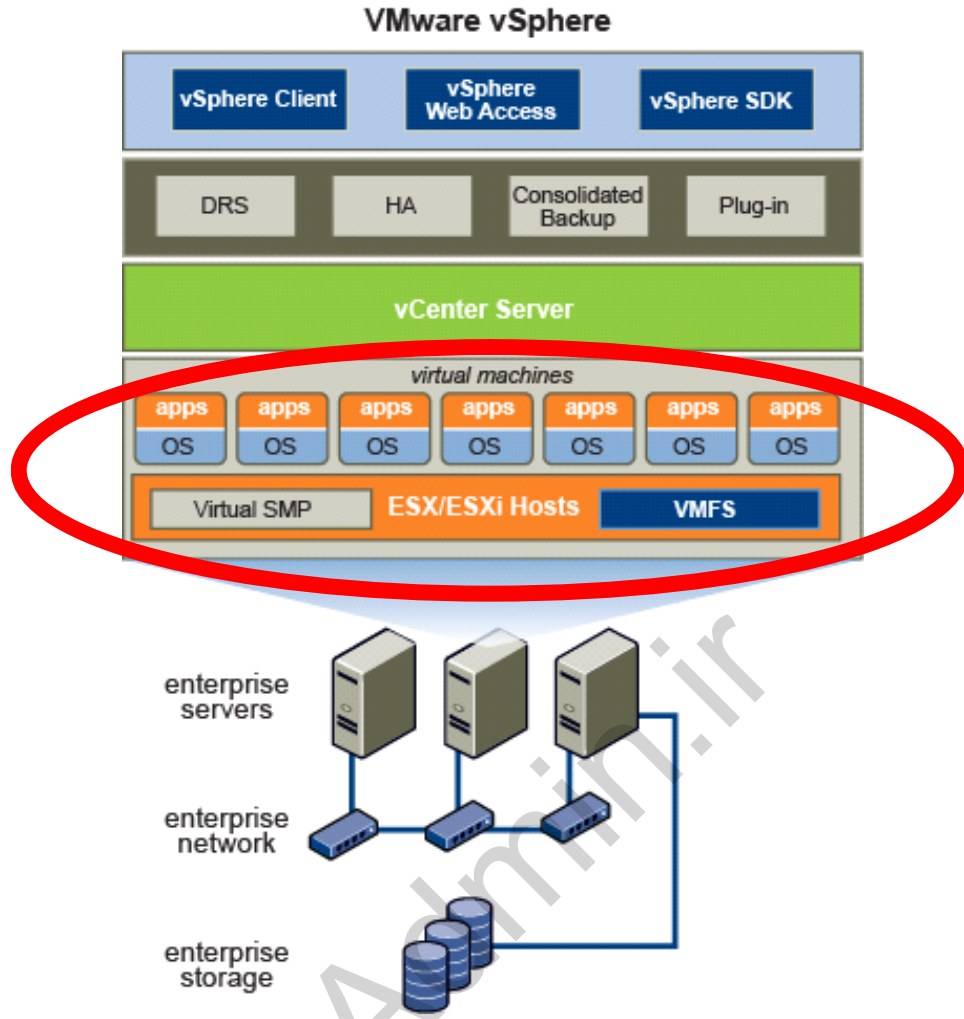 VMware vSphere
vSphere Client
vSphere
Web Access
vSphere SDK
DRS
HA
Consolidated
Backup
Plug-in
vCenter Server
virtual machines
apps apps apps apps apps apps apps
OS OS OS OS OS OS OS
Virtual SMP
ESX/ESXi Hosts
VMFS
enterprise
servers
enterprise
network
enterprise
storage
Admin.ir